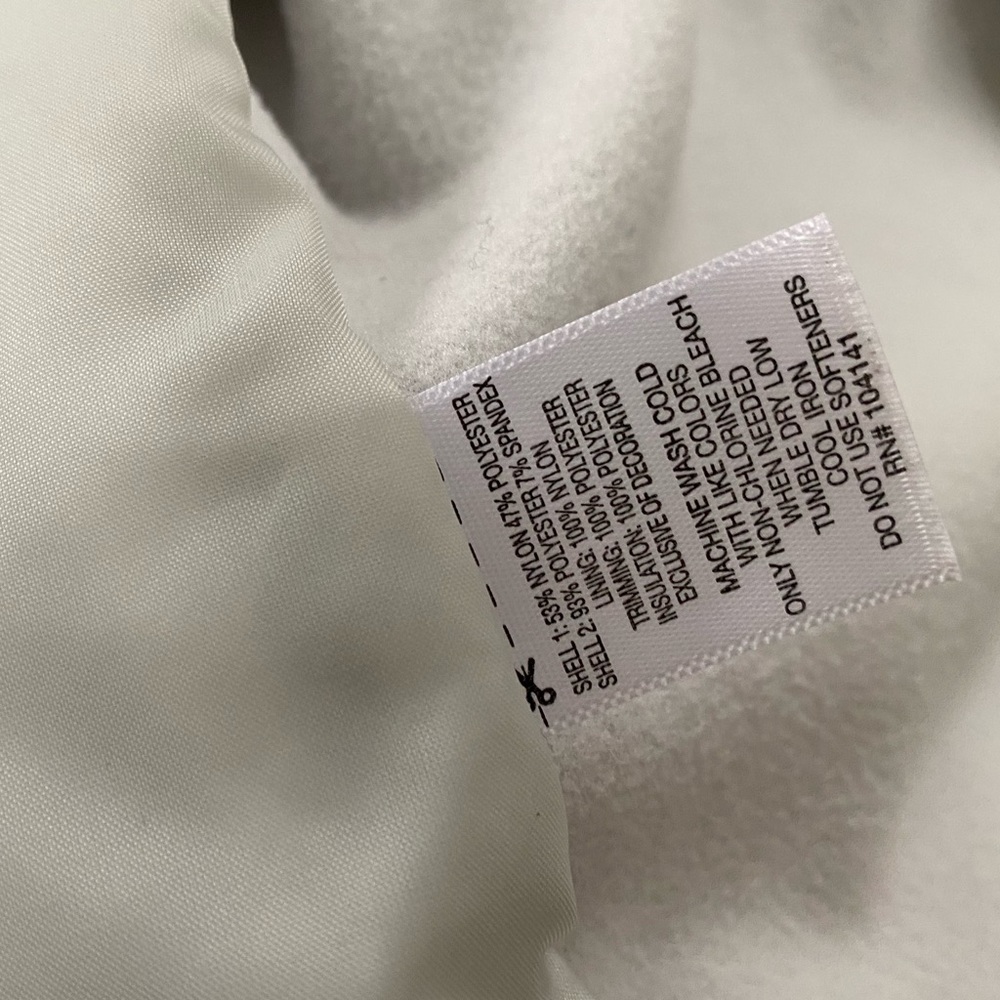 SHELL 1: 53% NYLON 47% POLYESTER
SHELL 2: 93% POLYESTER 7% SPANDEX
LINING: 100% NYLON
TRIMMING: 100% POLYESTER
INSULATION: 100% POLYESTER
EXCLUSIVE OF DECORATION
MACHINE WASH COLD
WITH LIKE COLORS
ONLY NON-CHLORINE BLEACH
WHEN NEEDED
TUMBLE DRY LOW
COOL IRON
DO NOT USE SOFTENERS
RN# 104141